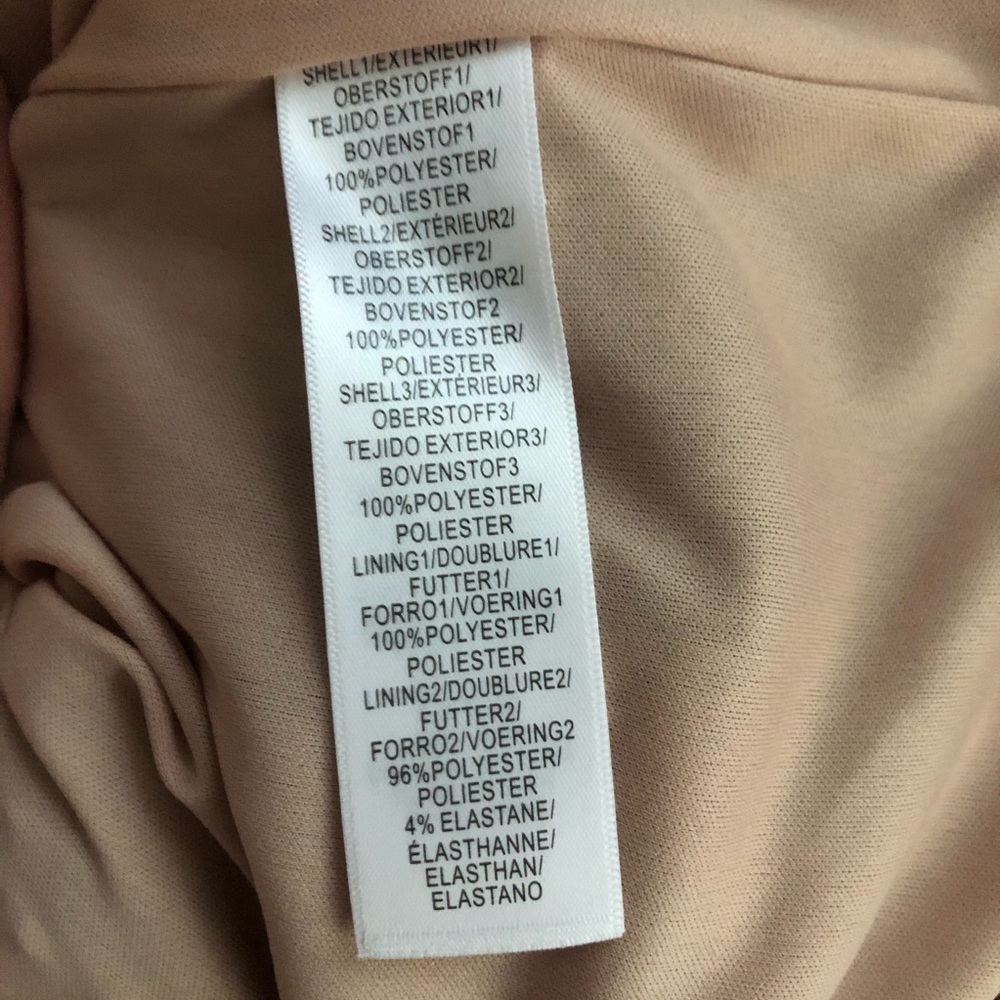 SHELL1/EXTÉRIEUR1/
OBERSTOFF1/
TEJIDO EXTERIOR1/
BOVENSTOF1
100%POLYESTER/
POLIESTER
SHELL2/EXTÉRIEUR2/
OBERSTOFF2/
TEJIDO EXTERIOR2/
BOVENSTOF2
100%POLYESTER/
POLIESTER
SHELL3/EXTÉRIEUR3/
OBERSTOFF3/
TEJIDO EXTERIOR3/
BOVENSTOF3
100%POLYESTER/
POLIESTER
LINING1/DOUBLURE1/
FUTTER1/
FORRO1/VOERING1
100%POLYESTER/
POLIESTER
LINING2/DOUBLURE2/
FUTTER2/
FORRO2/VOERING2
96%POLYESTER/
POLIESTER
4% ELASTANE/
ÉLASTHANNE/
ELASTHAN/
ELASTANO